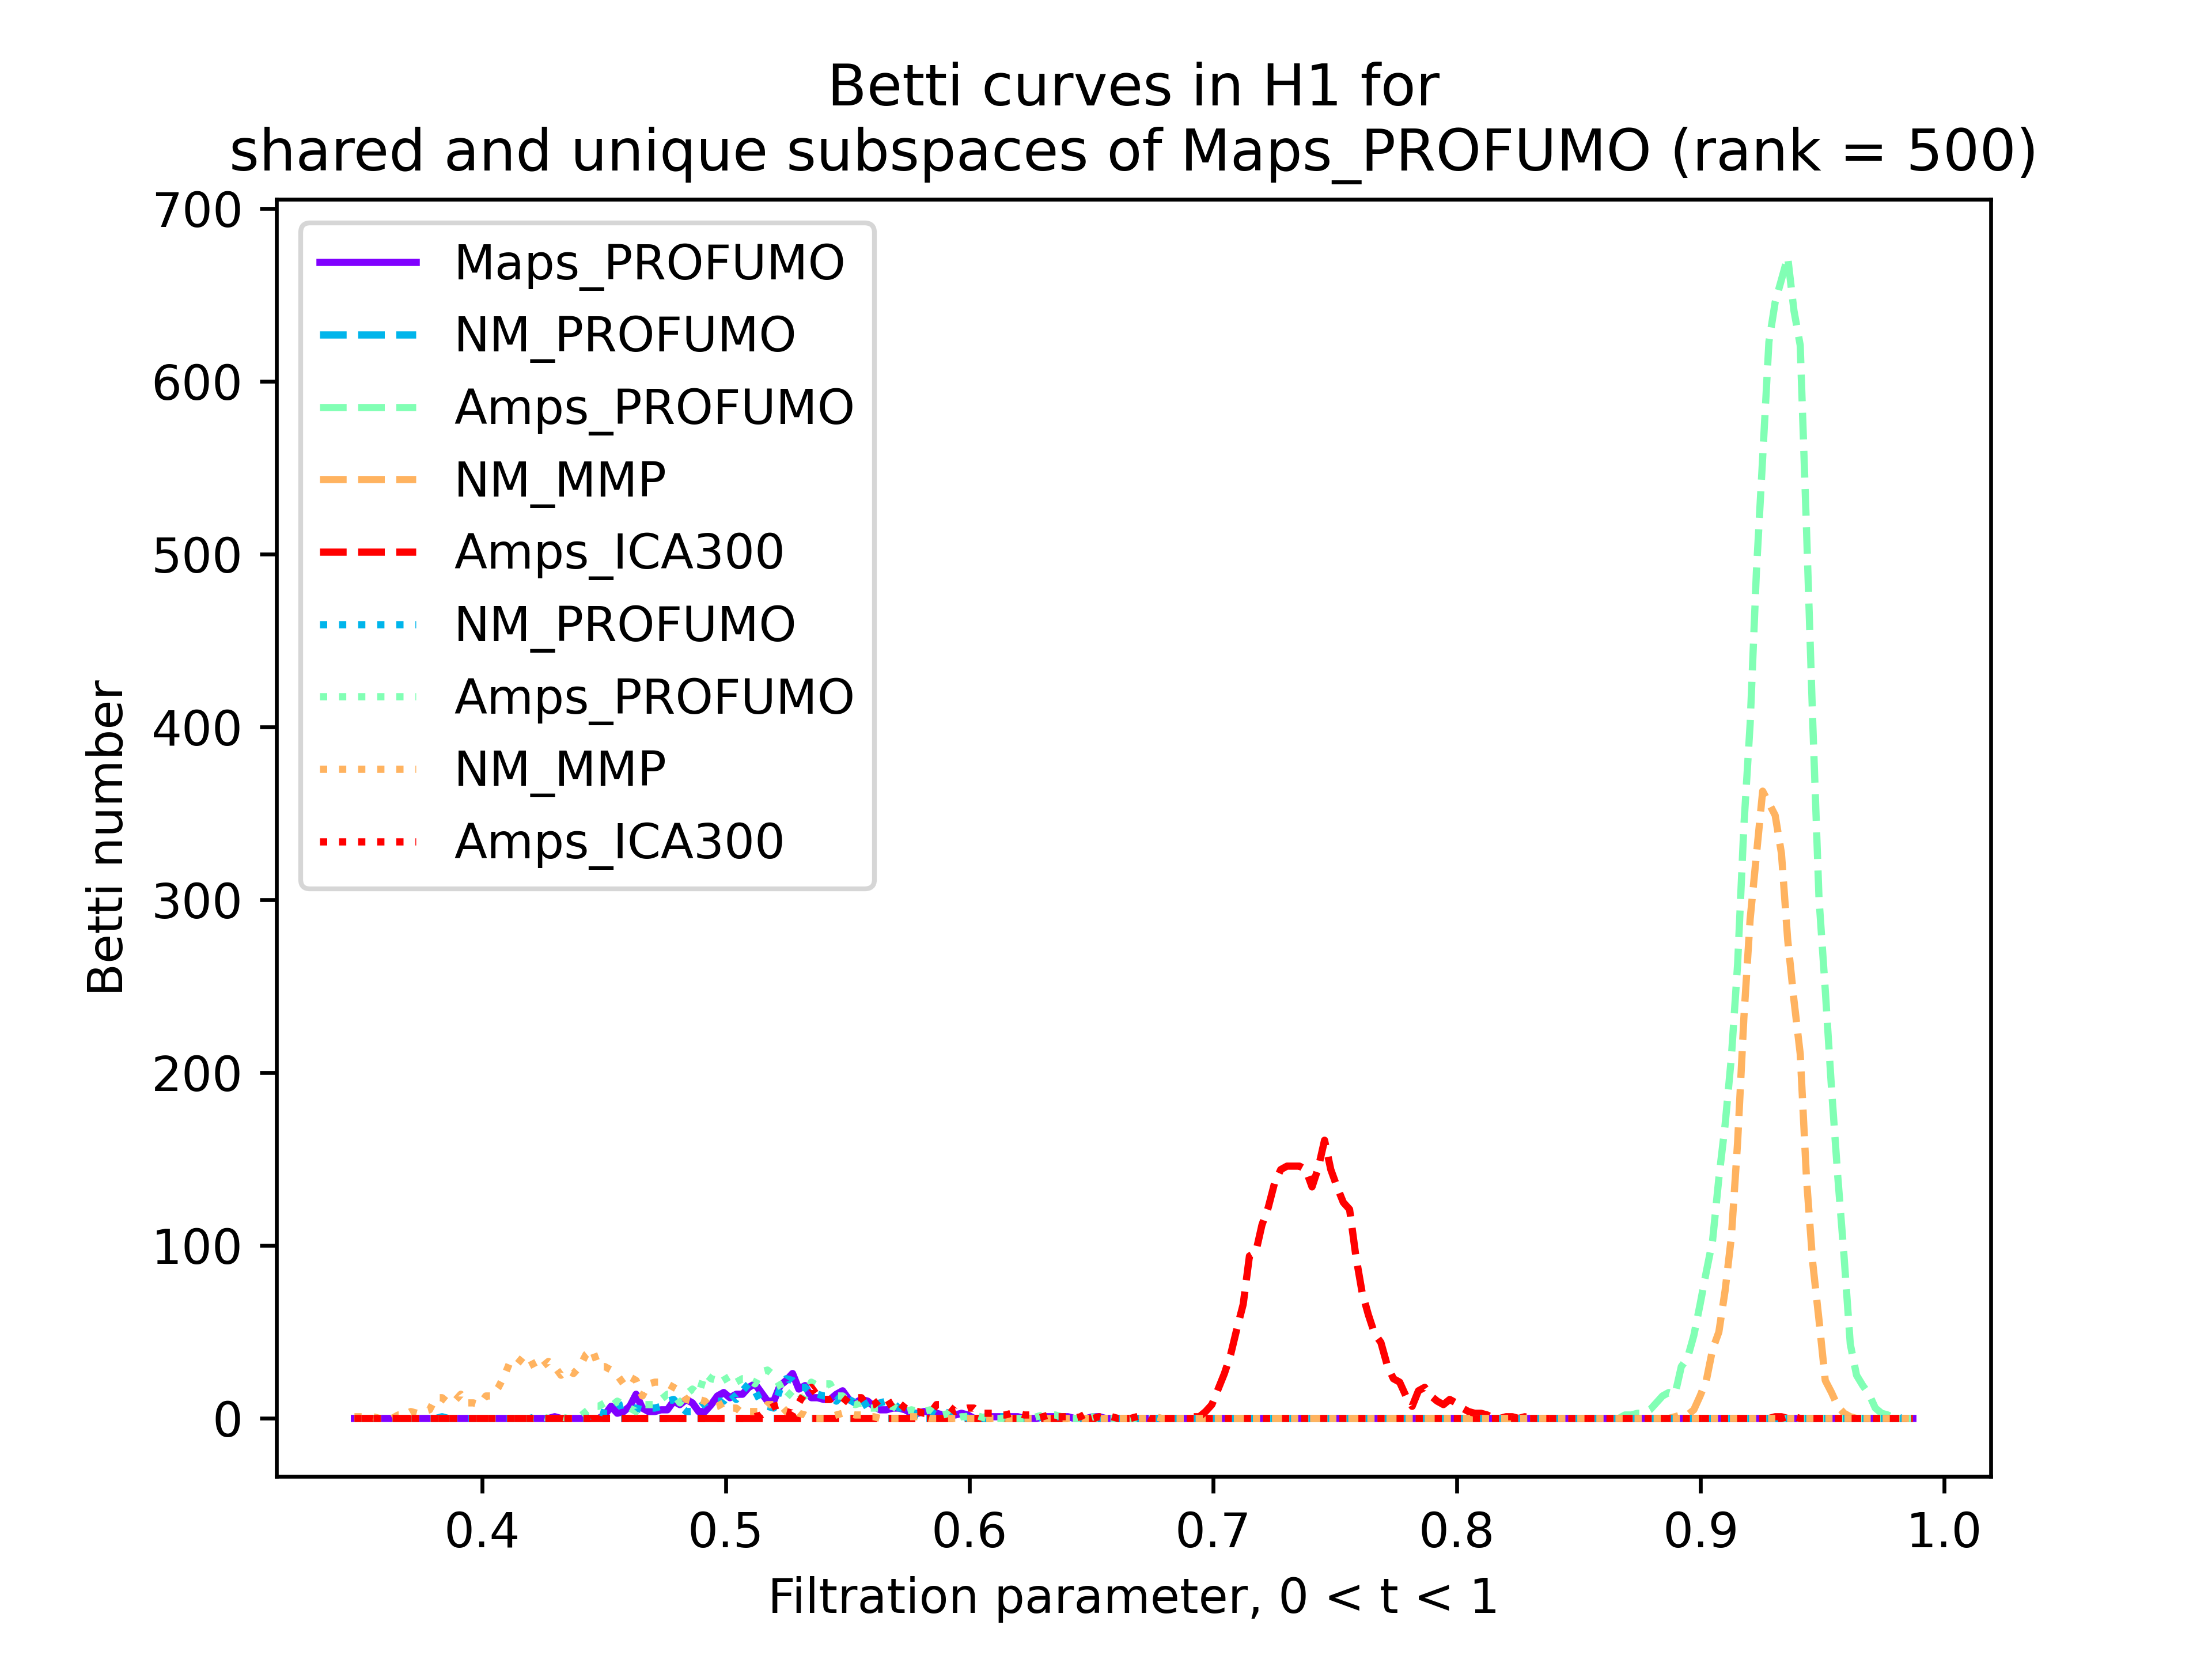 Betti curves in H1 for
shared and unique subspaces of Maps_PROFUMO (rank = 500)
700
600
500
400
300
200
100
0
Betti number
Maps_PROFUMO
NM_PROFUMO
Amps_PROFUMO
NM_MMP
Amps_ICA300
NM_PROFUMO
Amps_PROFUMO
NM_MMP
Amps_ICA300
0.4 0.5 0.6 0.7 0.8 0.9 1.0
Filtration parameter, 0 < t < 1